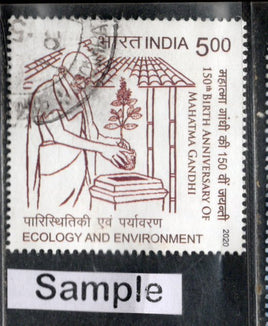 भारत INDIA 5.00
महात्मा गांधी की 150 वीं जयन्ती
150th BIRTH ANNIVERSARY OF
MAHATMA GANDHI
पारिस्थितिकी एवं पर्यावरण
2020
ECOLOGY AND ENVIRONMENT
Sample